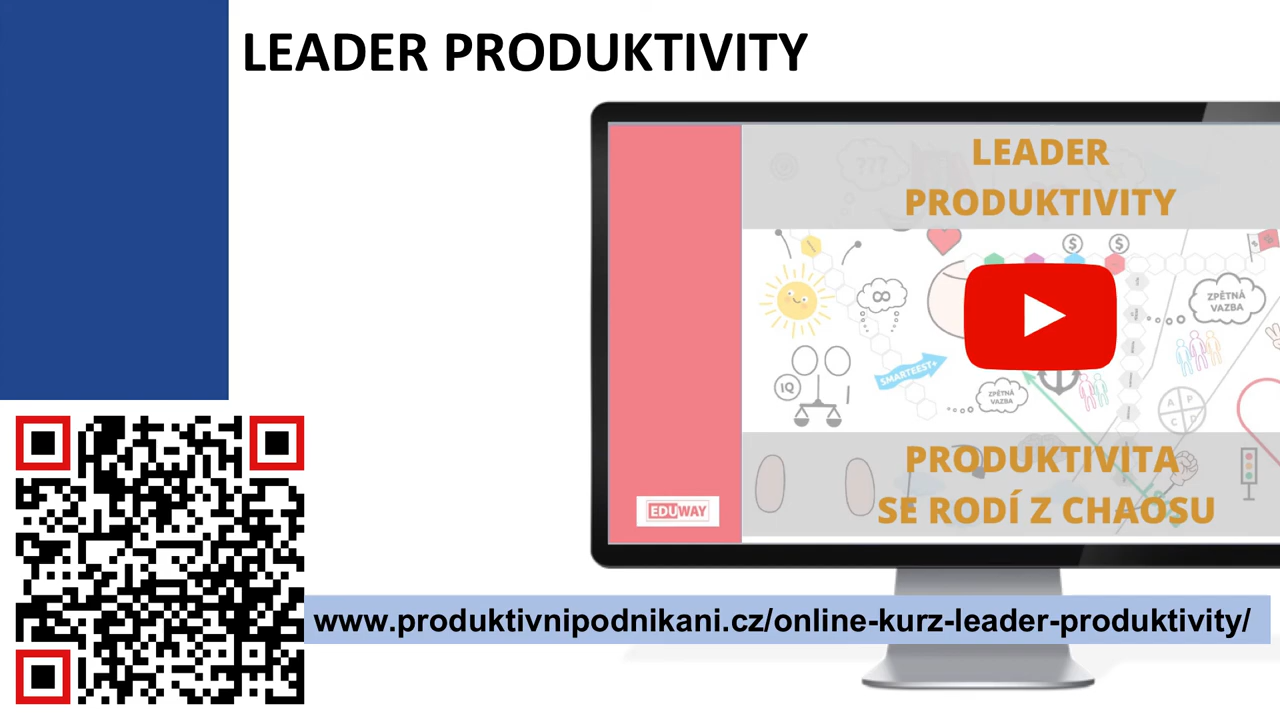 LEADER PRODUKTIVITY
LEADER
PRODUKTIVITY
???
$ $
ZPĚTNÁ
VAZBA
SMARTEEST+
IQ
ZPĚTNÁ
VAZBA
A P
C D
PRODUKTIVITA
SE RODÍ Z CHAOSU
EDUWAY
www.produktivnipodnikani.cz/online-kurz-leader-produktivity/